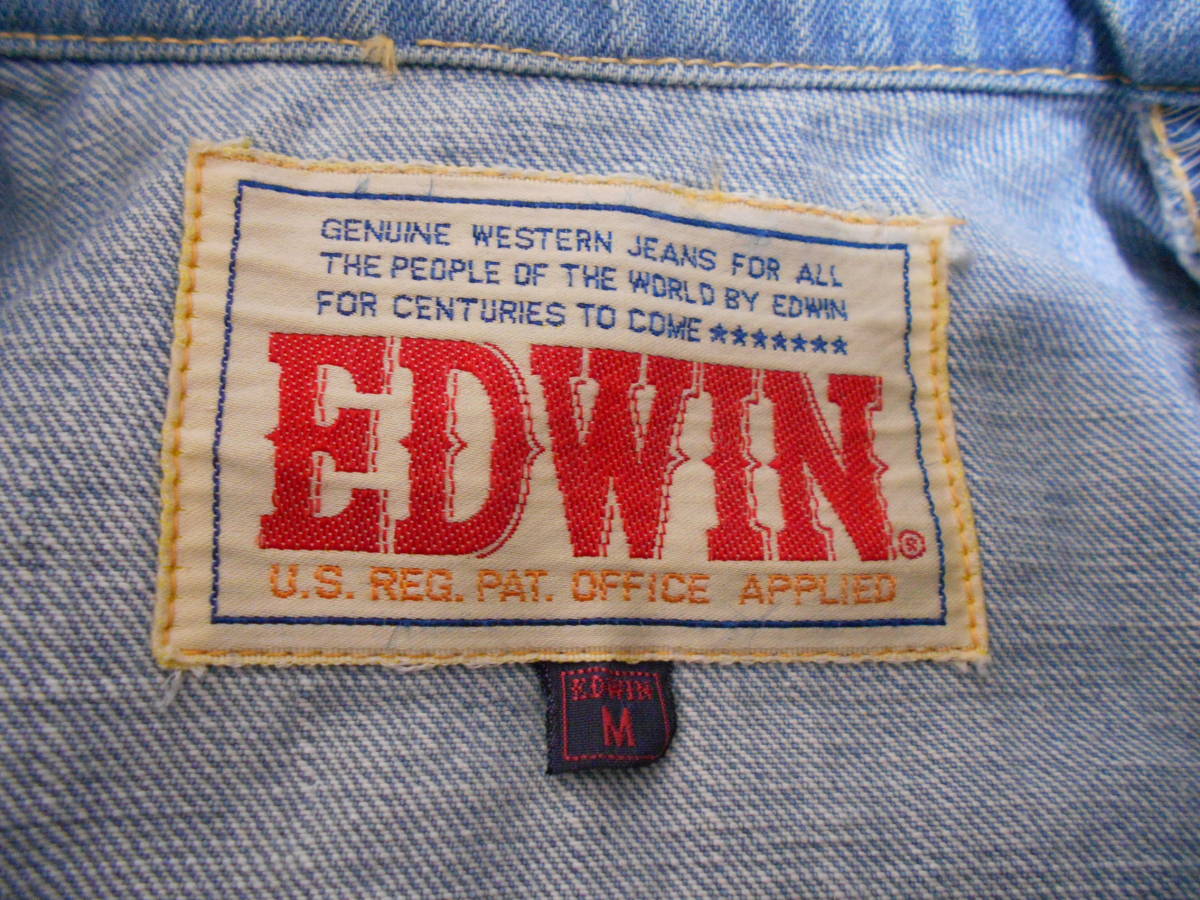 GENUINE WESTERN JEANS FOR ALL
THE PEOPLE OF THE WORLD BY EDWIN
FOR CENTURIES TO COME ★★★★★★★
EDWIN®
U.S. REG. PAT. OFFICE APPLIED
EDWIN
M